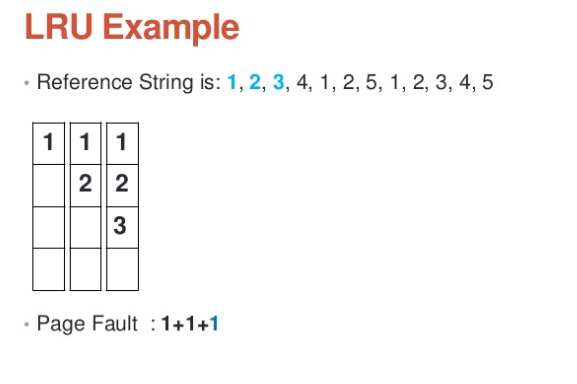 LRU Example
• Reference String is: 1, 2, 3, 4, 1, 2, 5, 1, 2, 3, 4, 5
1 1 1
2 2
3
• Page Fault : 1+1+1